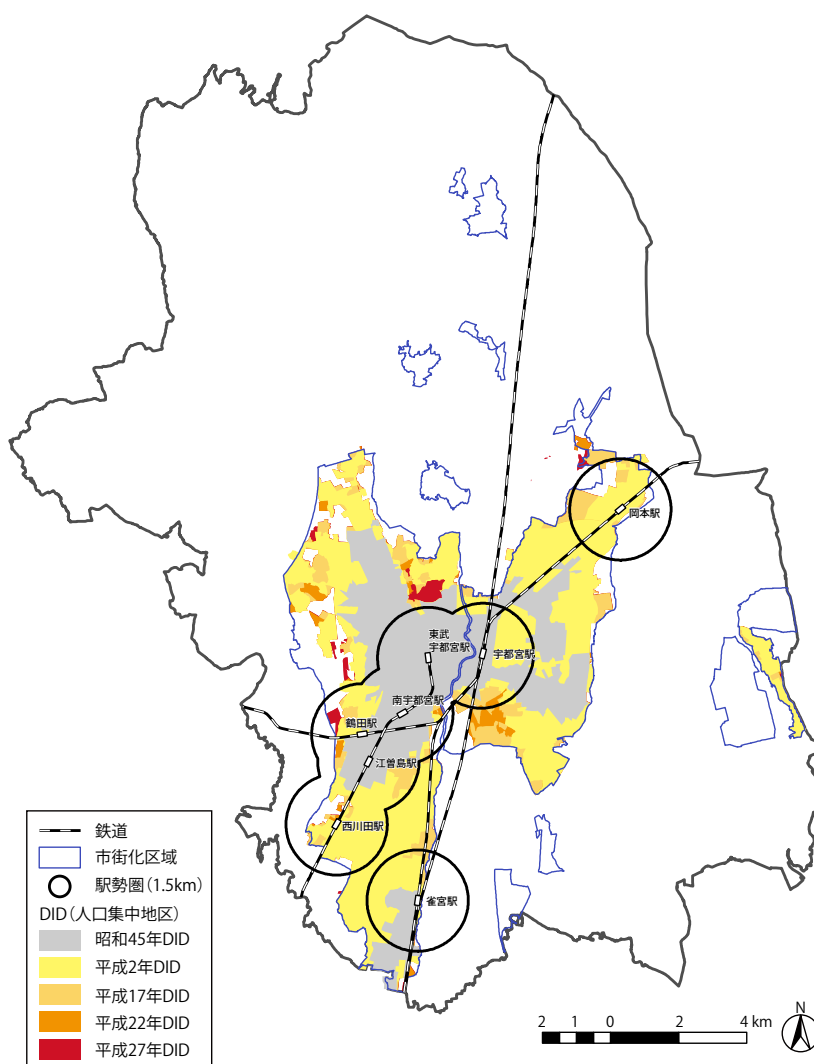 岡本駅
東武
宇都宮駅
宇都宮駅
南宇都宮駅
鶴田駅
江曽島駅
西川田駅
雀宮駅
鉄道
市街化区域
駅勢圏(1.5km)
DID(人口集中地区)
昭和45年DID
平成2年DID
平成17年DID
平成22年DID
平成27年DID
2 1 0 2 4 km
N